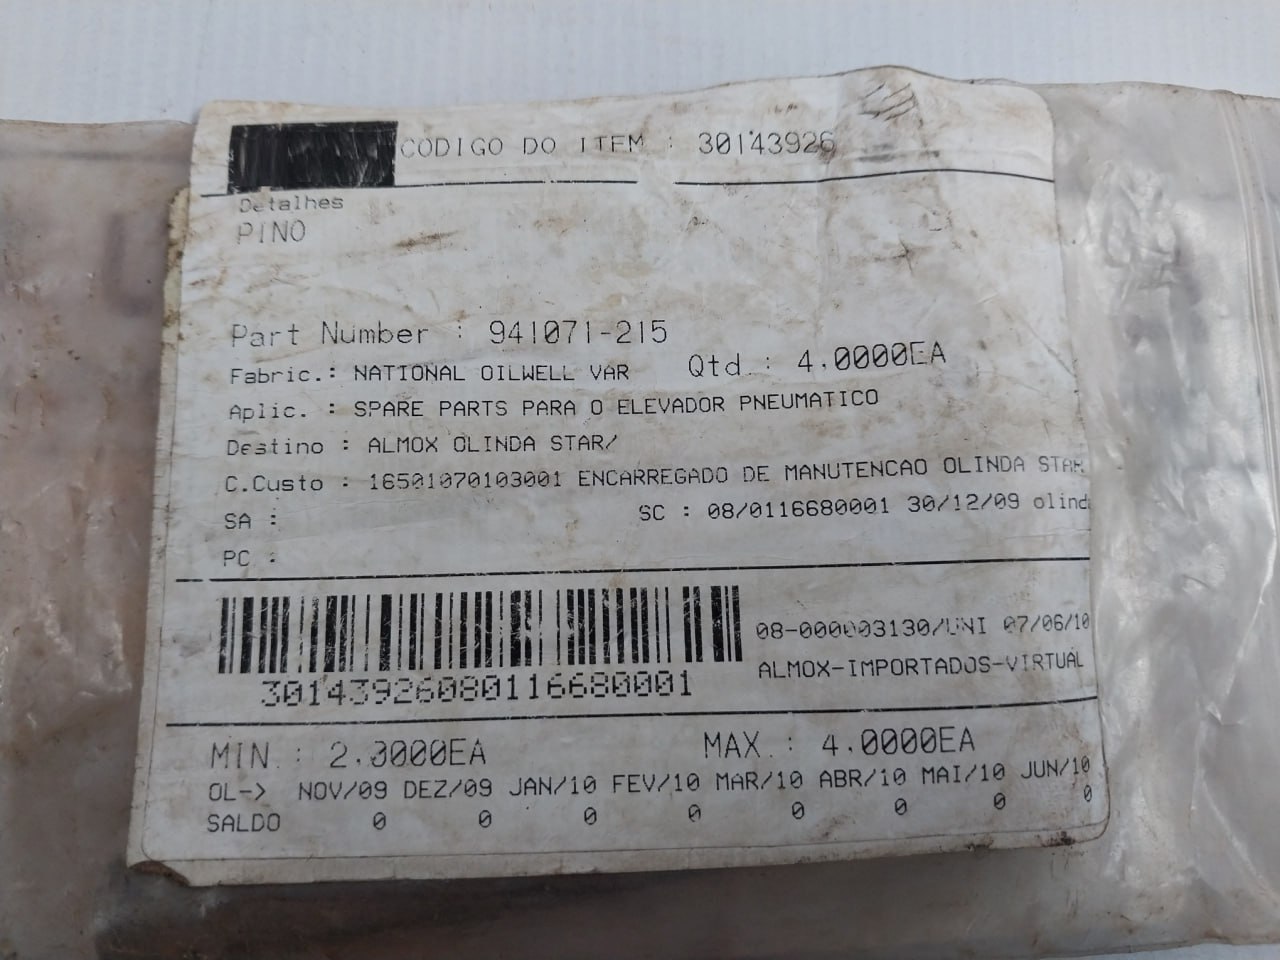 CODIGO DO ITEM : 30143926
Detalhes
PINO
Part Number : 941071-215
Fabric.: NATIONAL OILWELL VAR Qtd.: 4.0000EA
Aplic. : SPARE PARTS PARA O ELEVADOR PNEUMATICO
Destino : ALMOX OLINDA STAR/
C.Custo : 16501070103001 ENCARREGADO DE MANUTENCAO OLINDA STAR
SA :
SC : 08/0116680001 30/12/09 olind
PC :
08-000003130/UNI 07/06/10
ALMOX-IMPORTADOS-VIRTUAL
30143926080116680001
MIN.: 2.0000EA MAX.: 4.0000EA
OL-> NOV/09 DEZ/09 JAN/10 FEV/10 MAR/10 ABR/10 MAI/10 JUN/10
SALDO 0 0 0 0 0 0 0 0